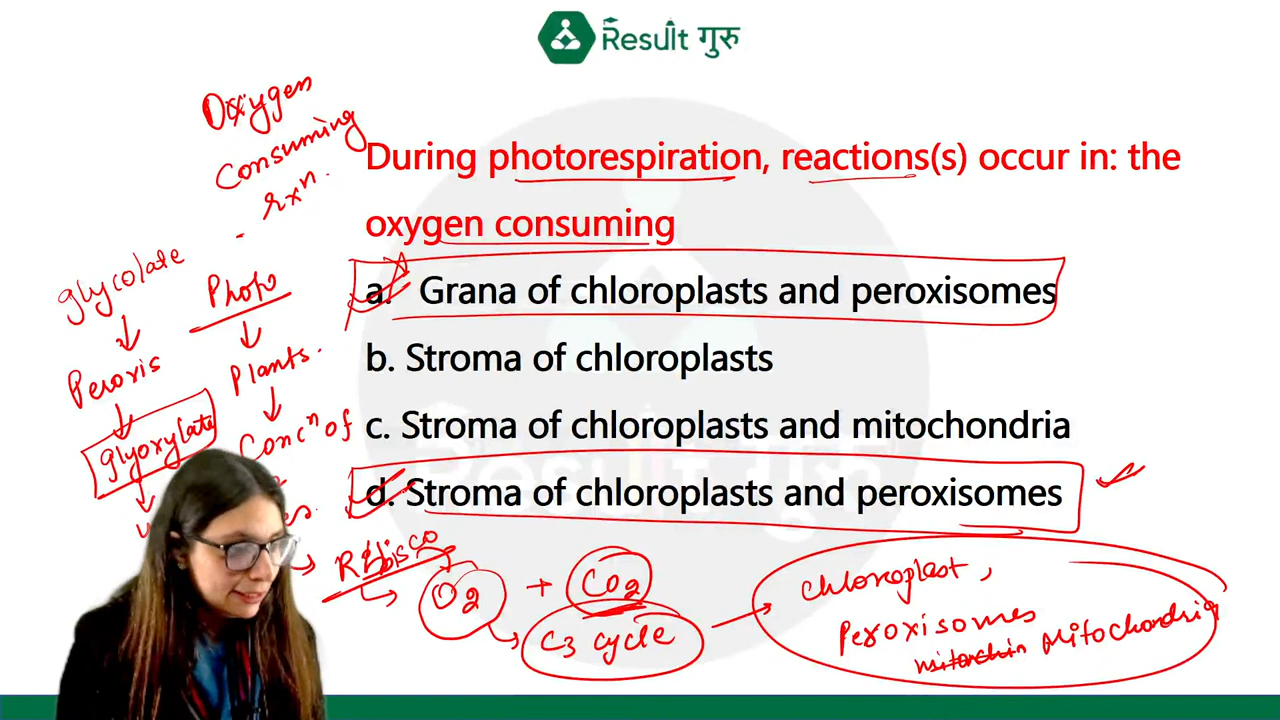 Result गुरु
Oxygen
Consuming
rxⁿ.
During photorespiration, reactions(s) occur in: the
oxygen consuming
a. Grana of chloroplasts and peroxisomes
b. Stroma of chloroplasts
c. Stroma of chloroplasts and mitochondria
d. Stroma of chloroplasts and peroxisomes
glycolate
↓
Peroxis
↓
glyoxylate
↓
Photo
↓
Plants.
↓
Concⁿ of
→ Rubisco
→ O2 + CO2
→ C3 cycle →
Chloroplast,
Peroxisomes
Mitochondria